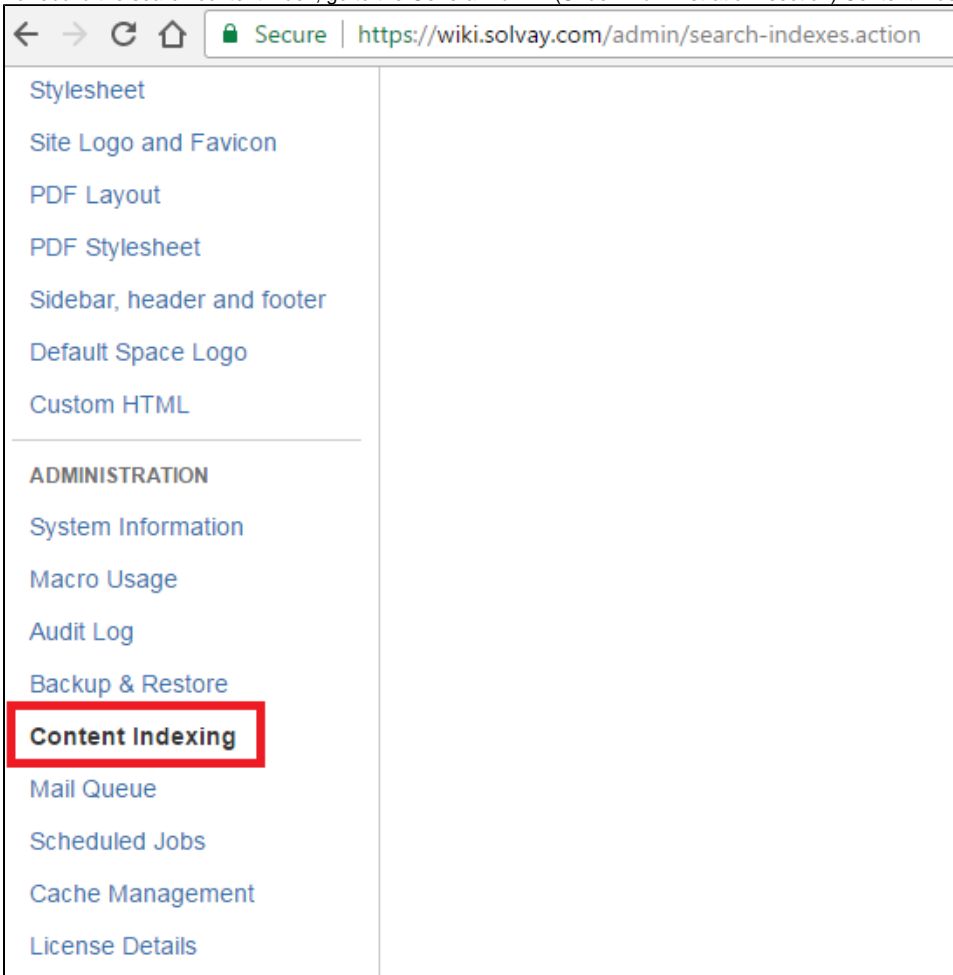 Secure | https://wiki.solvay.com/admin/search-indexes.action
Stylesheet
Site Logo and Favicon
PDF Layout
PDF Stylesheet
Sidebar, header and footer
Default Space Logo
Custom HTML
ADMINISTRATION
System Information
Macro Usage
Audit Log
Backup & Restore
Content Indexing
Mail Queue
Scheduled Jobs
Cache Management
License Details